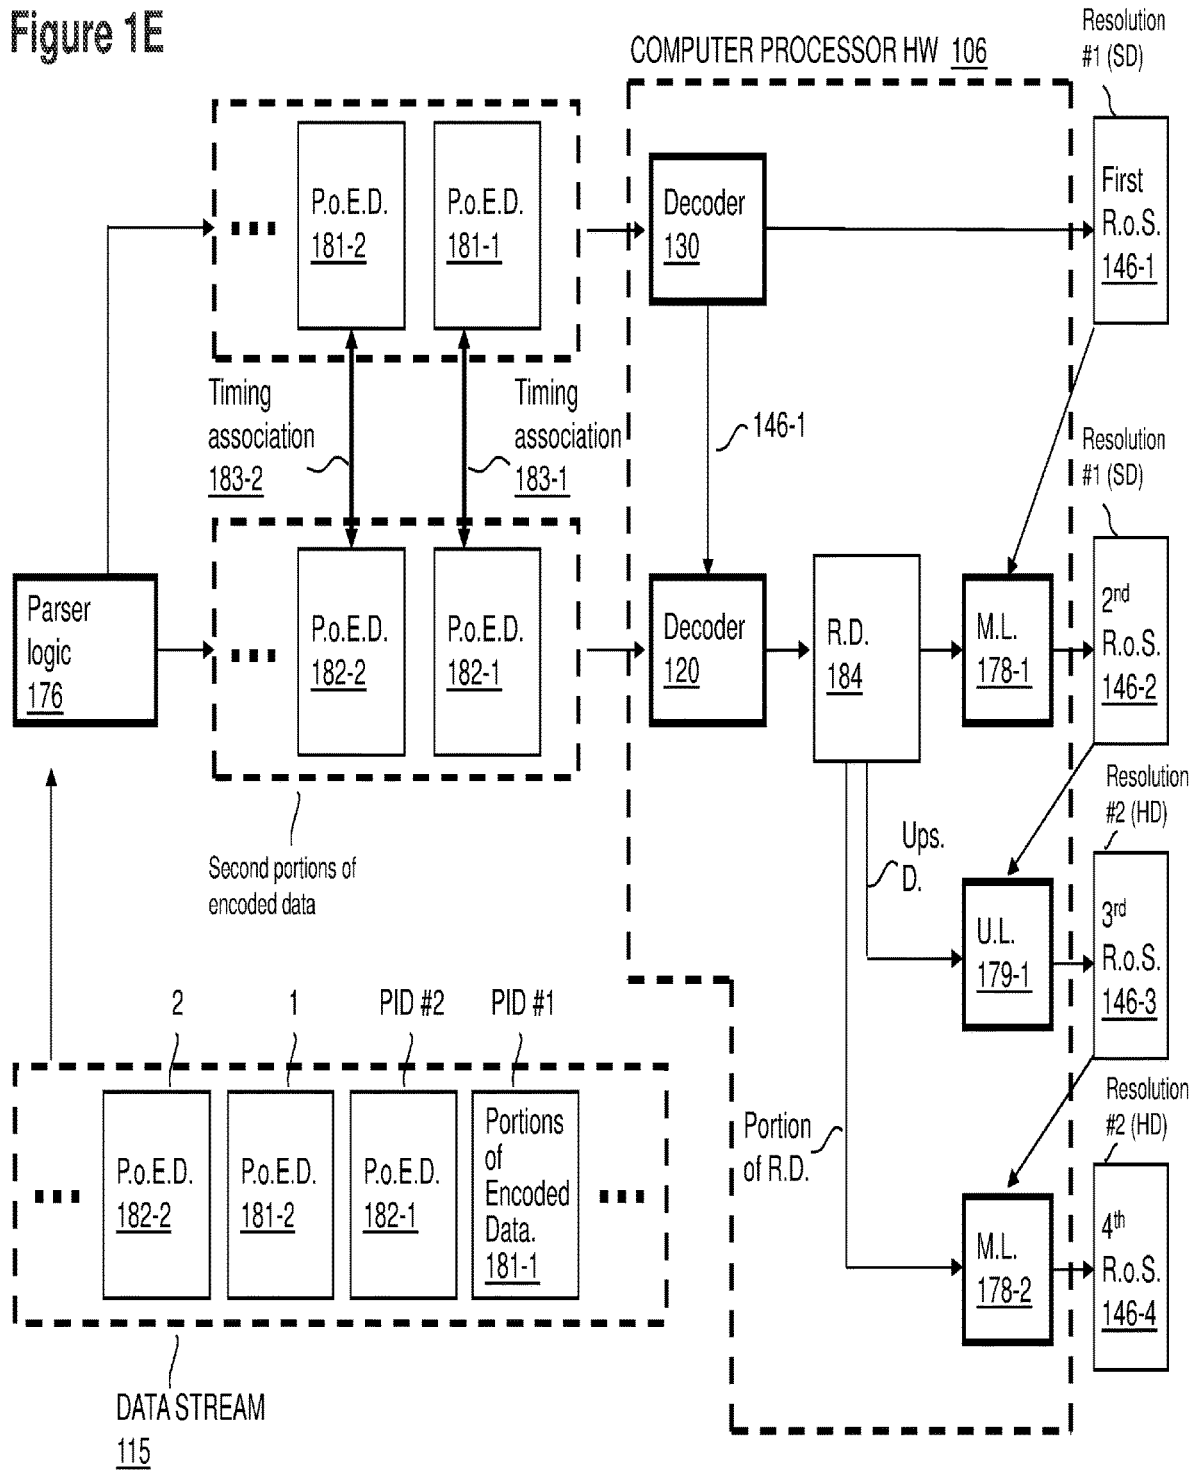 Figure 1E
COMPUTER PROCESSOR HW 106
Resolution
#1 (SD)
P.o.E.D.
181-2
P.o.E.D.
181-1
Decoder
130
First
R.o.S.
146-1
Timing
association
183-2
Timing
association
183-1
146-1
Resolution
#1 (SD)
Parser
logic
176
P.o.E.D.
182-2
P.o.E.D.
182-1
Decoder
120
R.D.
184
M.L.
178-1
2nd
R.o.S.
146-2
Second portions of
encoded data
Ups.
D.
Resolution
#2 (HD)
U.L.
179-1
3rd
R.o.S.
146-3
2
1
PID #2
PID #1
P.o.E.D.
182-2
P.o.E.D.
181-2
P.o.E.D.
182-1
Portions
of
Encoded
Data.
181-1
Portion
of R.D.
Resolution
#2 (HD)
M.L.
178-2
4th
R.o.S.
146-4
DATA STREAM
115